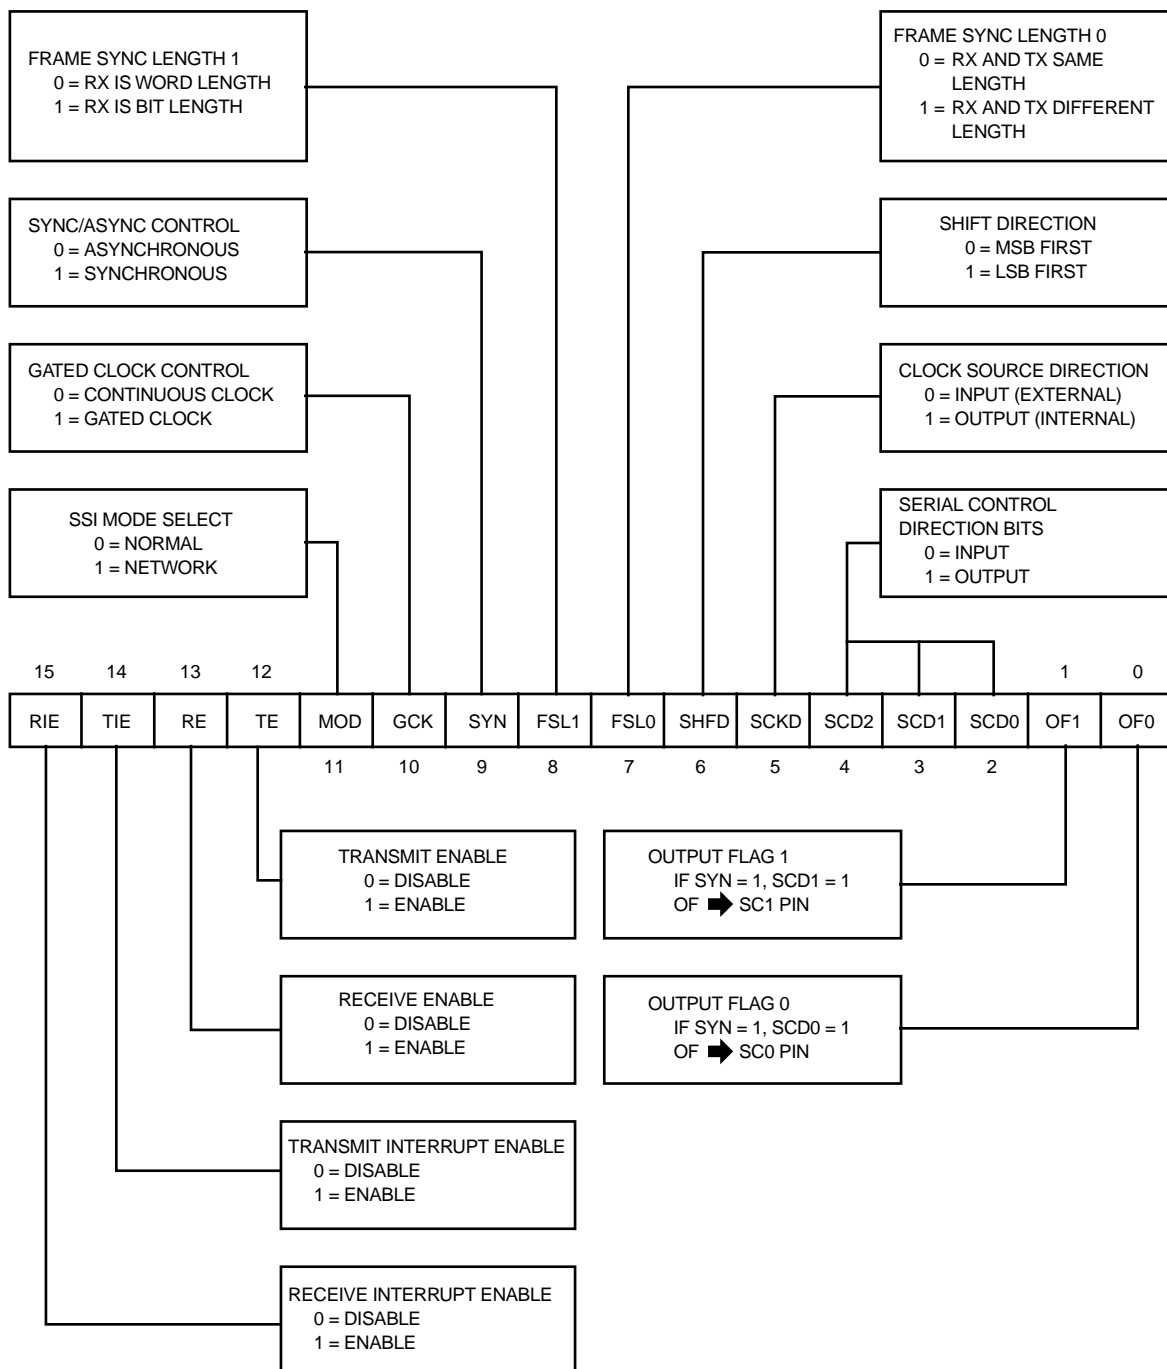 FRAME SYNC LENGTH 1
0 = RX IS WORD LENGTH
1 = RX IS BIT LENGTH
FRAME SYNC LENGTH 0
0 = RX AND TX SAME
LENGTH
1 = RX AND TX DIFFERENT
LENGTH
SYNC/ASYNC CONTROL
0 = ASYNCHRONOUS
1 = SYNCHRONOUS
SHIFT DIRECTION
0 = MSB FIRST
1 = LSB FIRST
GATED CLOCK CONTROL
0 = CONTINUOUS CLOCK
1 = GATED CLOCK
CLOCK SOURCE DIRECTION
0 = INPUT (EXTERNAL)
1 = OUTPUT (INTERNAL)
SSI MODE SELECT
0 = NORMAL
1 = NETWORK
SERIAL CONTROL
DIRECTION BITS
0 = INPUT
1 = OUTPUT
15 14 13 12 1 0
RIE TIE RE TE MOD GCK SYN FSL1 FSL0 SHFD SCKD SCD2 SCD1 SCD0 OF1 OF0
11 10 9 8 7 6 5 4 3 2
TRANSMIT ENABLE
0 = DISABLE
1 = ENABLE
OUTPUT FLAG 1
IF SYN = 1, SCD1 = 1
OF ➡ SC1 PIN
RECEIVE ENABLE
0 = DISABLE
1 = ENABLE
OUTPUT FLAG 0
IF SYN = 1, SCD0 = 1
OF ➡ SC0 PIN
TRANSMIT INTERRUPT ENABLE
0 = DISABLE
1 = ENABLE
RECEIVE INTERRUPT ENABLE
0 = DISABLE
1 = ENABLE